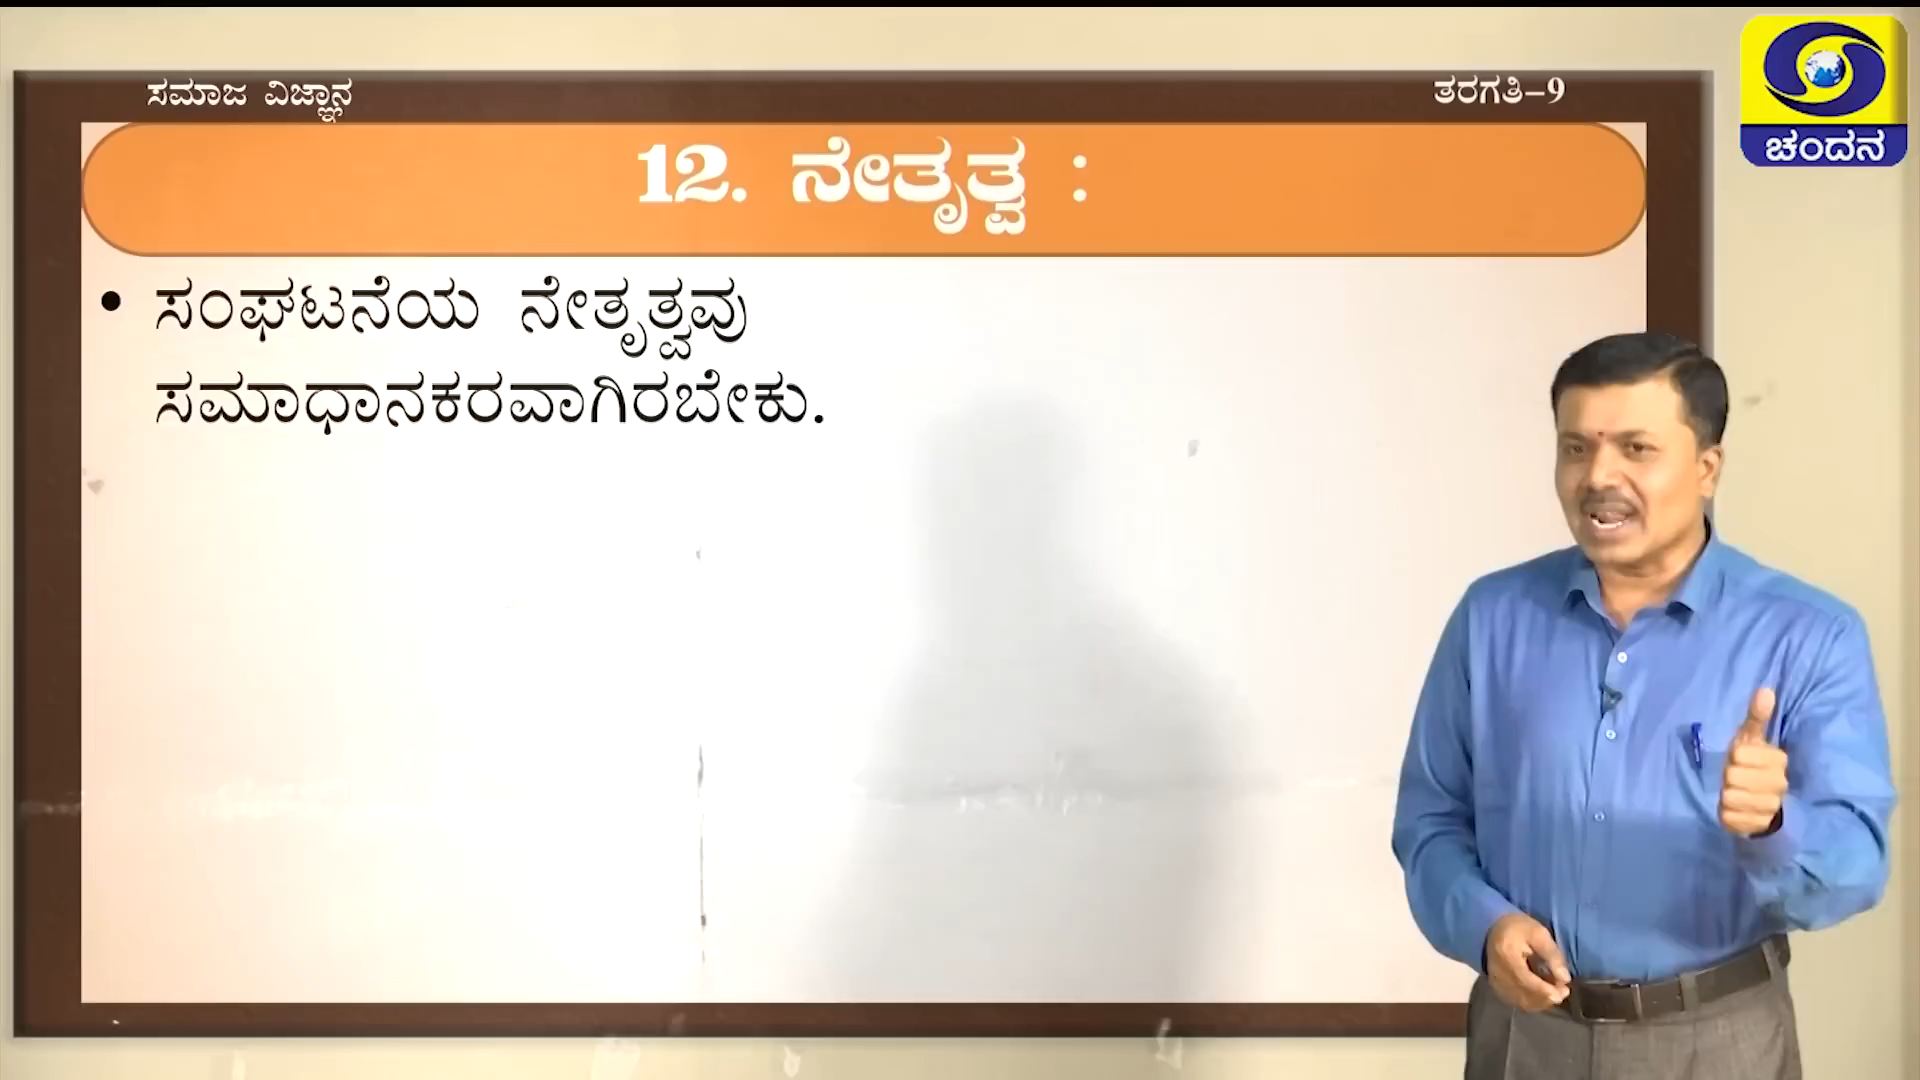 ಸಮಾಜ ವಿಜ್ಞಾನ
ತರಗತಿ-9
ಚಂದನ
12. ನೇತೃತ್ವ :
• ಸಂಘಟನೆಯ ನೇತೃತ್ವವು
ಸಮಾಧಾನಕರವಾಗಿರಬೇಕು.